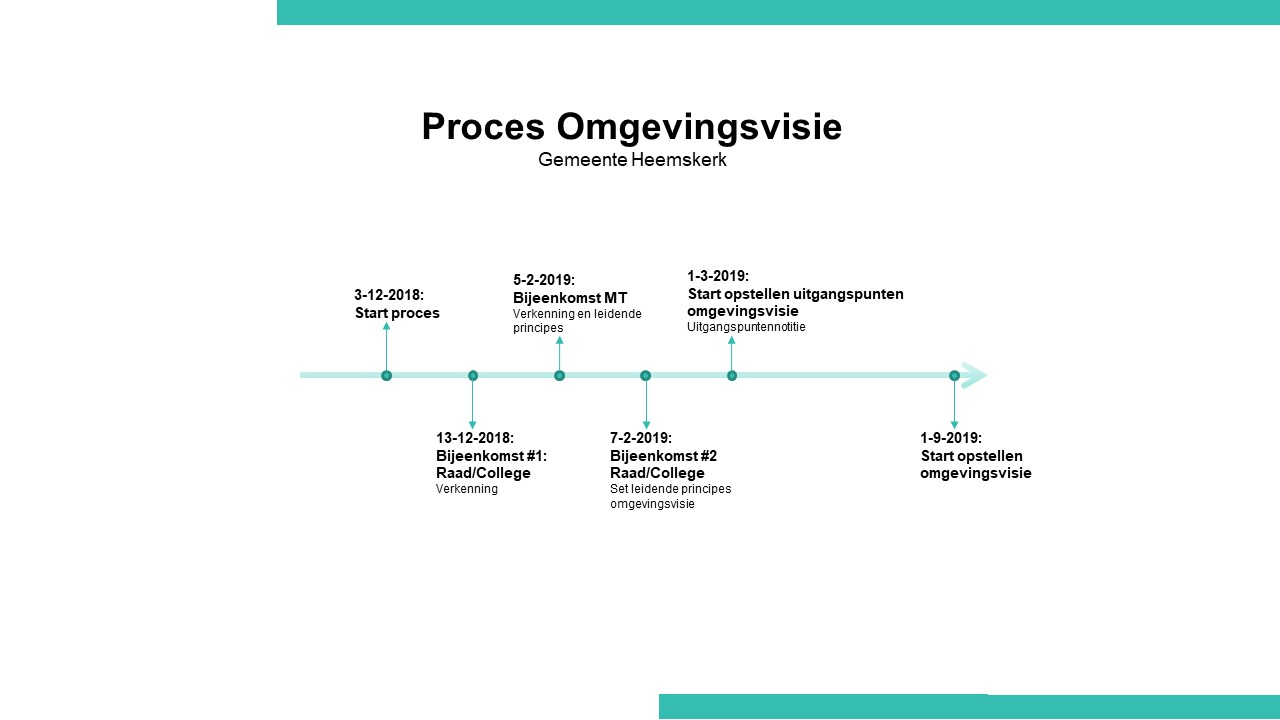 Proces Omgevingsvisie
Gemeente Heemskerk
3-12-2018:
Start proces
5-2-2019:
Bijeenkomst MT
Verkenning en leidende
principes
1-3-2019:
Start opstellen uitgangspunten
omgevingsvisie
Uitgangspuntennotitie
13-12-2018:
Bijeenkomst #1:
Raad/College
Verkenning
7-2-2019:
Bijeenkomst #2
Raad/College
Set leidende principes
omgevingsvisie
1-9-2019:
Start opstellen
omgevingsvisie